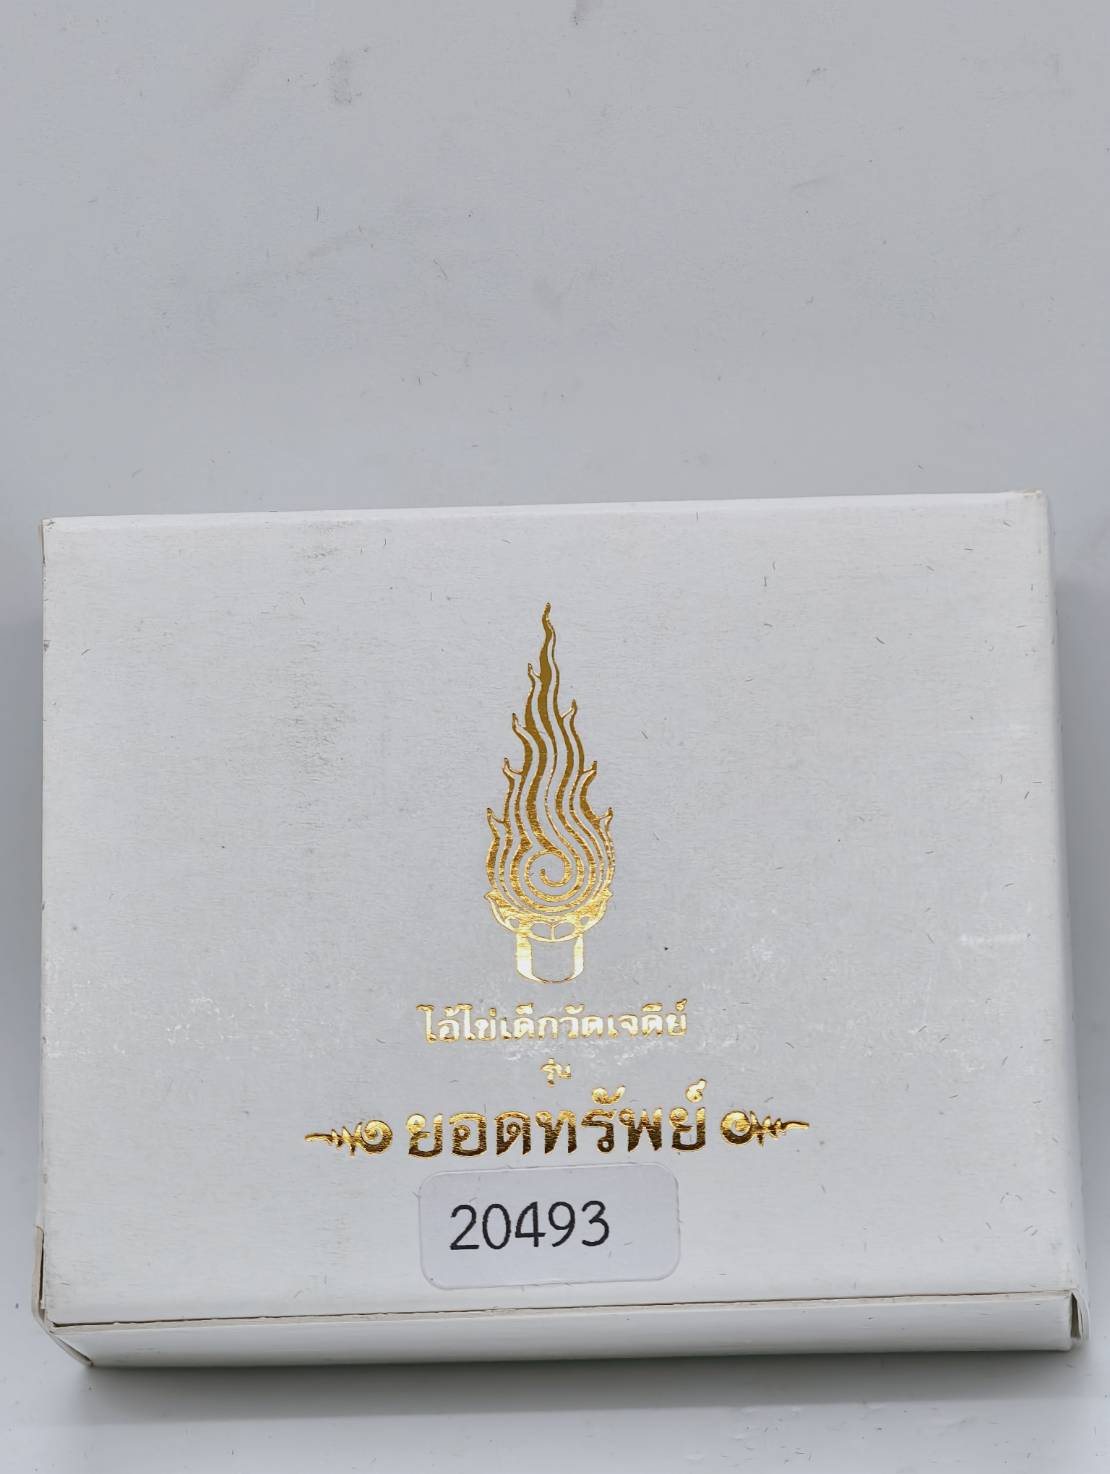 ไอ้ไข่เด็กวัดเจดีย์
รุ่น
ยอดทรัพย์
20493